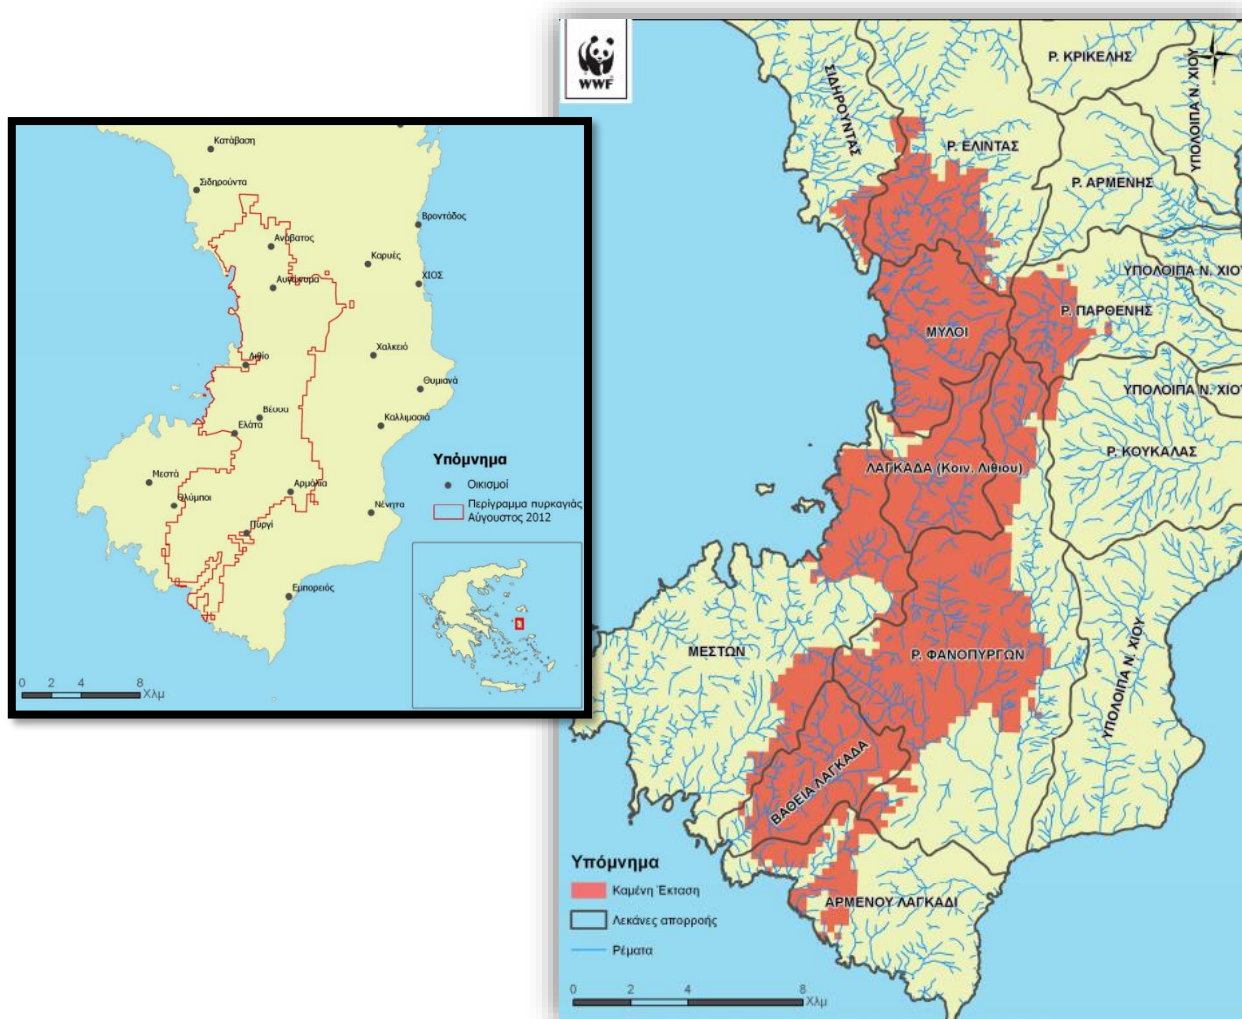 Κατάβαση
Σιδηρούντα
Βροντάδος
Ανάβατος
Καρυές
Αυγώνυμα
ΧΙΟΣ
Χαλκειό
Λιθίο
Θυμιανά
Βέσσα
Καλλιμασιά
Ελάτα
Υπόμνημα
Οικισμοί
Περίγραμμα πυρκαγιάς
Αύγουστος 2012
Μεστά
Ολύμποι
Αρμόλια
Νένητα
Πυργί
Εμπορειός
0 2 4 8
Χλμ
WWF
Ρ. ΚΡΙΚΕΛΗΣ
ΣΙΔΗΡΟΥΝΤΑΣ
ΥΠΟΛΟΙΠΑ Ν. ΧΙΟΥ
Ρ. ΕΛΙΝΤΑΣ
Ρ. ΑΡΜΕΝΗΣ
ΥΠΟΛΟΙΠΑ Ν. ΧΙΟΥ
Ρ. ΠΑΡΘΕΝΗΣ
ΜΥΛΟΙ
ΥΠΟΛΟΙΠΑ Ν. ΧΙΟΥ
Ρ. ΚΟΥΚΑΛΑΣ
ΛΑΓΚΑΔΑ (Κοιν. Λιθίου)
ΜΕΣΤΩΝ
Ρ. ΦΑΝΟΠΥΡΓΩΝ
ΥΠΟΛΟΙΠΑ Ν. ΧΙΟΥ
ΒΑΘΕΙΑ ΛΑΓΚΑΔΑ
ΑΡΜΕΝΟΥ ΛΑΓΚΑΔΙ
Υπόμνημα
Καμένη Έκταση
Λεκάνες απορροής
Ρέματα
0 2 4 8
Χλμ